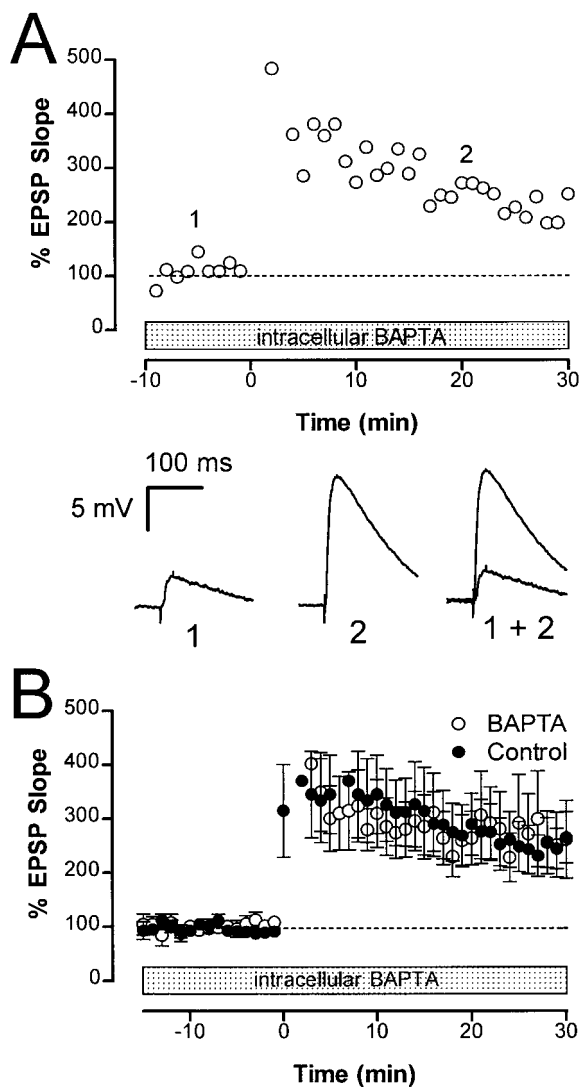 A
% EPSP Slope
500
400
300
200
100
0
1
2
intracellular BAPTA
-10 0 10 20 30
Time (min)
100 ms
5 mV
1 2 1 + 2
B
% EPSP Slope
500
400
300
200
100
0
BAPTA
Control
intracellular BAPTA
-10 0 10 20 30
Time (min)